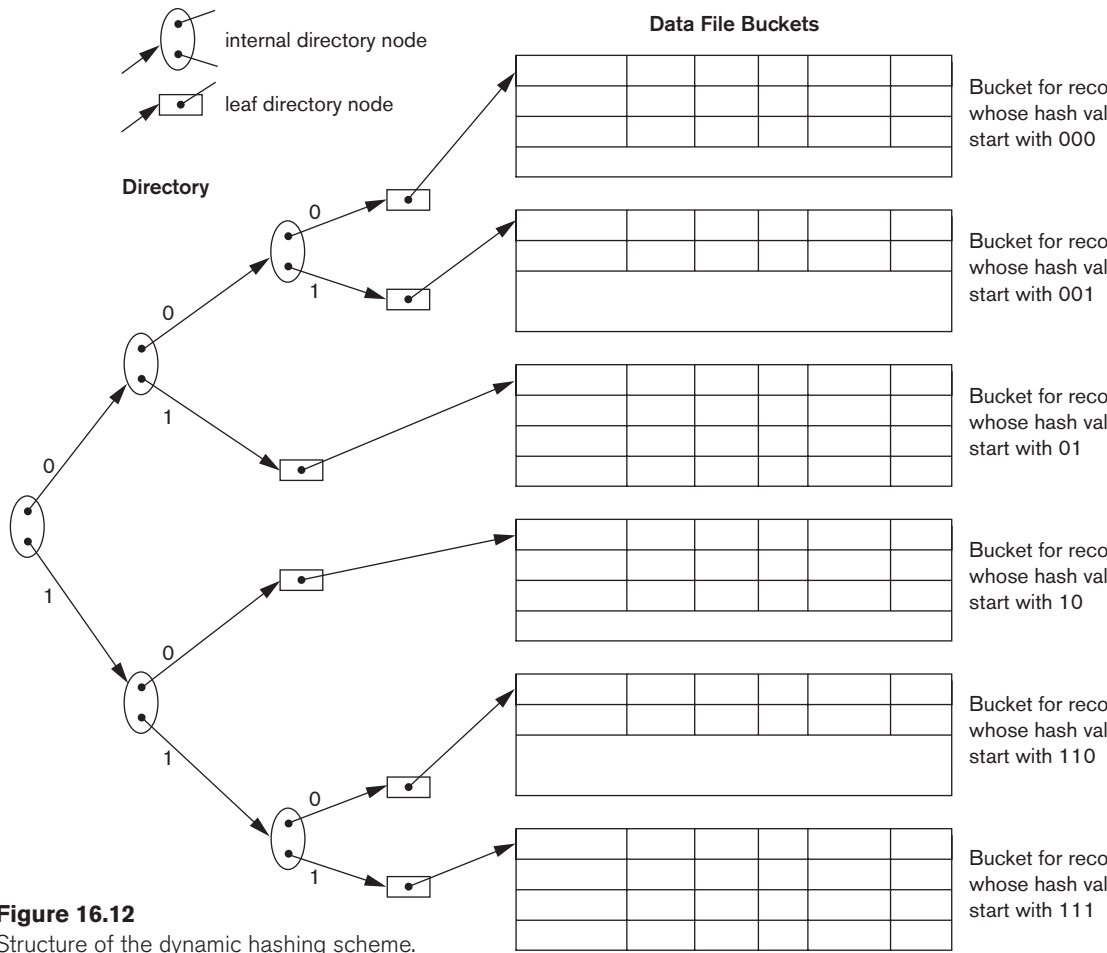 internal directory node
leaf directory node
Directory
Data File Buckets
0
1
0
1
0
1
0
1
0
1
Bucket for reco
whose hash val
start with 000
Bucket for reco
whose hash val
start with 001
Bucket for reco
whose hash val
start with 01
Bucket for reco
whose hash val
start with 10
Bucket for reco
whose hash val
start with 110
Bucket for reco
whose hash val
start with 111
Figure 16.12
Structure of the dynamic hashing scheme.